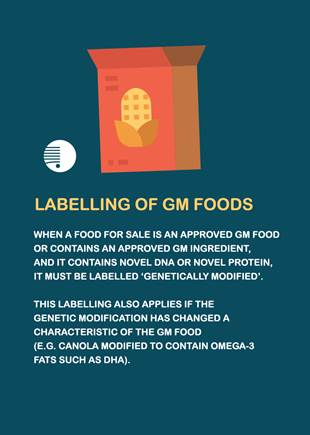 LABELLING OF GM FOODS
WHEN A FOOD FOR SALE IS AN APPROVED GM FOOD
OR CONTAINS AN APPROVED GM INGREDIENT,
AND IT CONTAINS NOVEL DNA OR NOVEL PROTEIN,
IT MUST BE LABELLED ‘GENETICALLY MODIFIED’.
THIS LABELLING ALSO APPLIES IF THE
GENETIC MODIFICATION HAS CHANGED A
CHARACTERISTIC OF THE GM FOOD
(E.G. CANOLA MODIFIED TO CONTAIN OMEGA-3
FATS SUCH AS DHA).